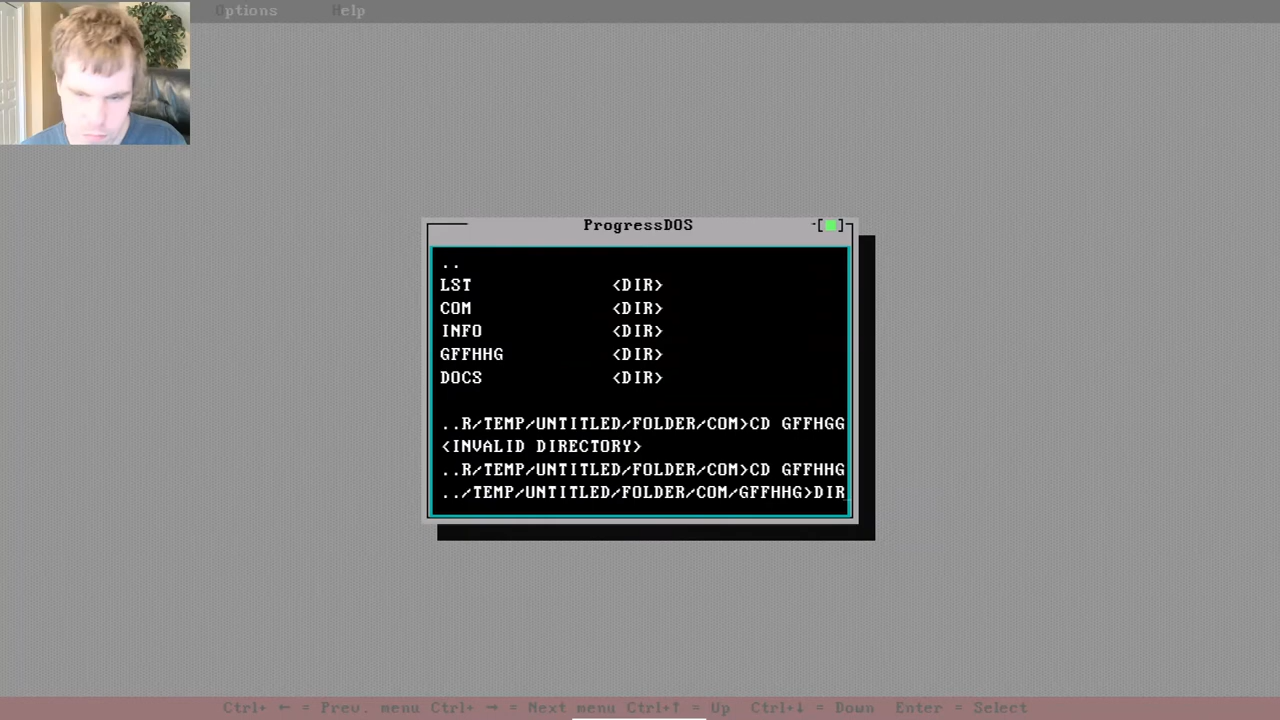 Options Help
ProgressDOS
[■]
..
LST <DIR>
COM <DIR>
INFO <DIR>
GFFHHG <DIR>
DOCS <DIR>
..R/TEMP/UNTITLED/FOLDER/COM>CD GFFHGG
<INVALID DIRECTORY>
..R/TEMP/UNTITLED/FOLDER/COM>CD GFFHHG
../TEMP/UNTITLED/FOLDER/COM/GFFHHG>DIR_
Ctrl+ ← = Prev. menu Ctrl+ → = Next menu Ctrl+↑ = Up Ctrl+↓ = Down Enter = Select